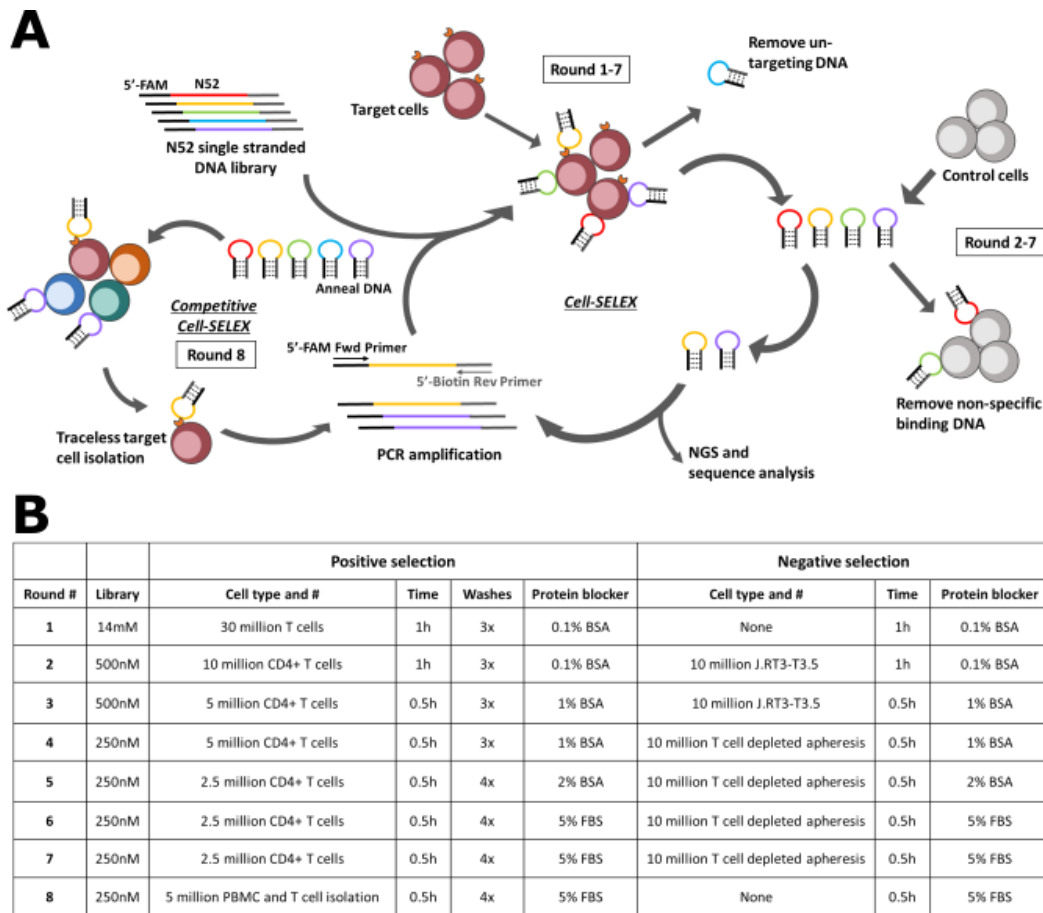 A
5'-FAM N52
N52 single stranded
DNA library
Target cells
Round 1-7
Remove un-
targeting DNA
Control cells
Round 2-7
Anneal DNA
Competitive
Cell-SELEX
Round 8
Cell-SELEX
5'-FAM Fwd Primer
5'-Biotin Rev Primer
Traceless target
cell isolation
PCR amplification
NGS and
sequence analysis
Remove non-specific
binding DNA
B
Positive selection Negative selection
Round # Library Cell type and # Time Washes Protein blocker Cell type and # Time Protein blocker
1 14mM 30 million T cells 1h 3x 0.1% BSA None 1h 0.1% BSA
2 500nM 10 million CD4+ T cells 1h 3x 0.1% BSA 10 million J.RT3-T3.5 1h 0.1% BSA
3 500nM 5 million CD4+ T cells 0.5h 3x 1% BSA 10 million J.RT3-T3.5 0.5h 1% BSA
4 250nM 5 million CD4+ T cells 0.5h 3x 1% BSA 10 million T cell depleted apheresis 0.5h 1% BSA
5 250nM 2.5 million CD4+ T cells 0.5h 4x 2% BSA 10 million T cell depleted apheresis 0.5h 2% BSA
6 250nM 2.5 million CD4+ T cells 0.5h 4x 5% FBS 10 million T cell depleted apheresis 0.5h 5% FBS
7 250nM 2.5 million CD4+ T cells 0.5h 4x 5% FBS 10 million T cell depleted apheresis 0.5h 5% FBS
8 250nM 5 million PBMC and T cell isolation 0.5h 4x 5% FBS None 0.5h 5% FBS